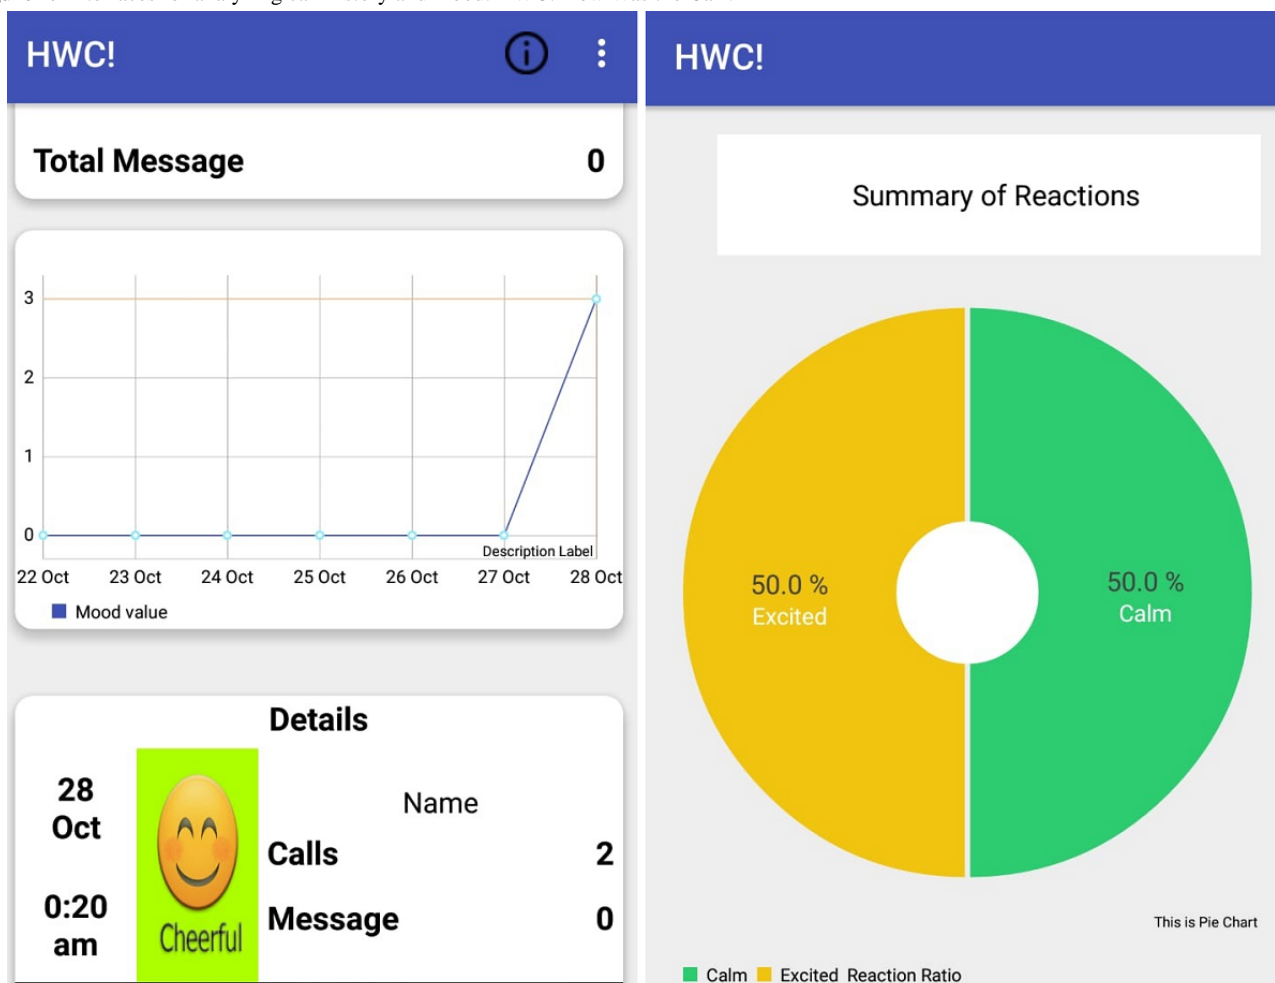 HWC!
Total Message 0
3
2
1
0
Description Label
22 Oct 23 Oct 24 Oct 25 Oct 26 Oct 27 Oct 28 Oct
Mood value
Details
28
Oct
0:20
am
Cheerful
Name
Calls 2
Message 0
HWC!
Summary of Reactions
50.0 %
Excited
50.0 %
Calm
This is Pie Chart
Calm Excited Reaction Ratio